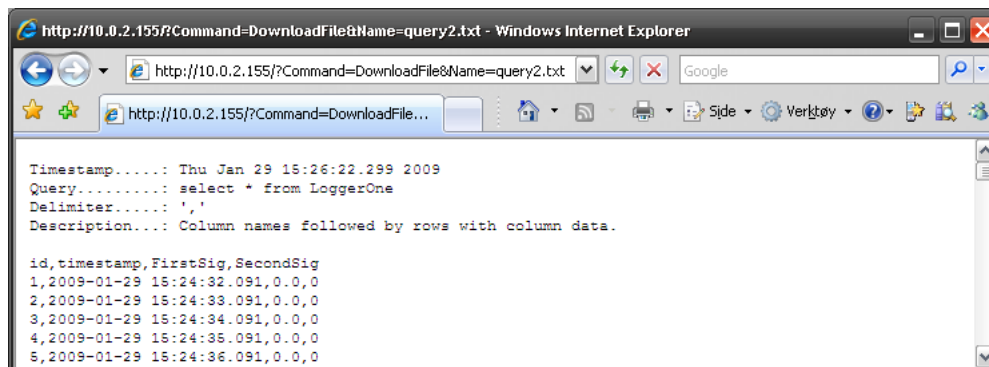 http://10.0.2.155/?Command=DownloadFile&Name=query2.txt - Windows Internet Explorer
http://10.0.2.155/?Command=DownloadFile&Name=query2.txt
Google
http://10.0.2.155/?Command=DownloadFile...
Side
Verktøy
Timestamp.....: Thu Jan 29 15:26:22.299 2009
Query.........: select * from LoggerOne
Delimiter.....: ','
Description...: Column names followed by rows with column data.
id,timestamp,FirstSig,SecondSig
1,2009-01-29 15:24:32.091,0.0,0
2,2009-01-29 15:24:33.091,0.0,0
3,2009-01-29 15:24:34.091,0.0,0
4,2009-01-29 15:24:35.091,0.0,0
5,2009-01-29 15:24:36.091,0.0,0